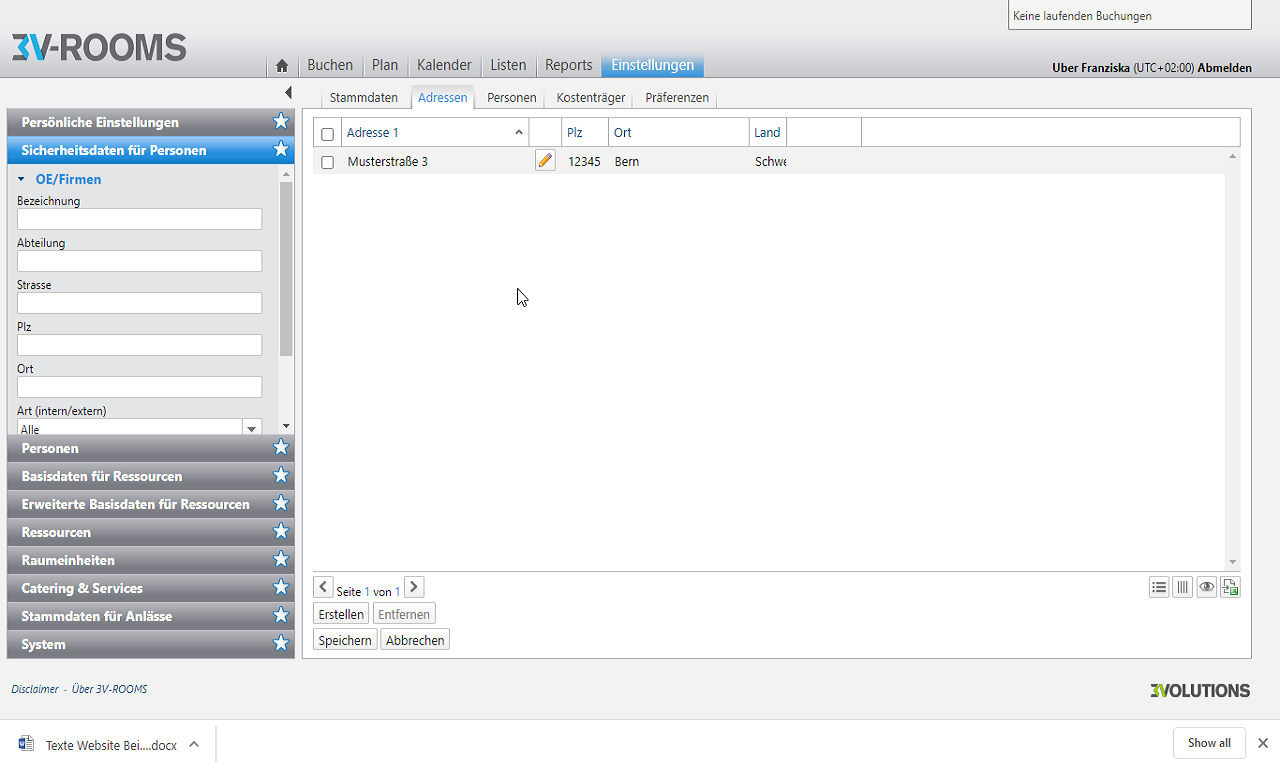 Keine laufenden Buchungen
3V-ROOMS
Buchen Plan Kalender Listen Reports Einstellungen
Uber Franziska (UTC+02:00) Abmelden
Stammdaten Adressen Personen Kostenträger Präferenzen
Persönliche Einstellungen
Sicherheitsdaten für Personen
OE/Firmen
Bezeichnung
Abteilung
Strasse
Plz
Ort
Art (intern/extern)
Alle
Personen
Basisdaten für Ressourcen
Erweiterte Basisdaten für Ressourcen
Ressourcen
Raumeinheiten
Catering & Services
Stammdaten für Anlässe
System
Adresse 1 Plz Ort Land
Musterstraße 3 12345 Bern Schwe
Seite 1 von 1
Erstellen Entfernen
Speichern Abbrechen
Disclaimer - Über 3V-ROOMS
3VOLUTIONS
Texte Website Bei....docx
Show all